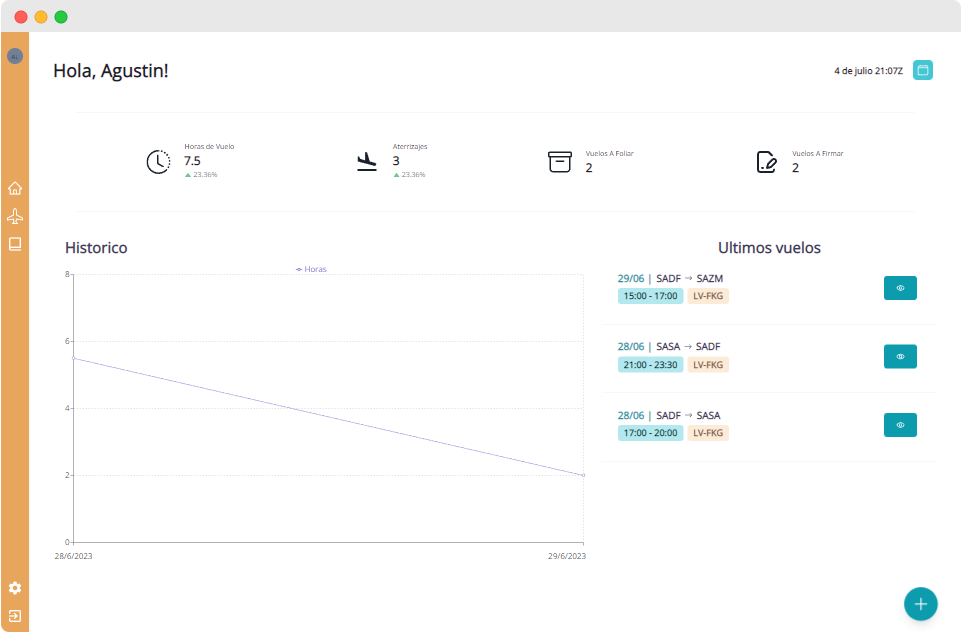 Hola, Agustin!
4 de julio 21:07Z
Horas de Vuelo
7.5
23.36%
Aterrizajes
3
23.36%
Vuelos A Foliar
2
Vuelos A Firmar
2
Historico
Horas
8
6
4
2
0
28/6/2023
29/6/2023
Ultimos vuelos
29/06 | SADF → SAZM
15:00 - 17:00 LV-FKG
28/06 | SASA → SADF
21:00 - 23:30 LV-FKG
28/06 | SADF → SASA
17:00 - 20:00 LV-FKG